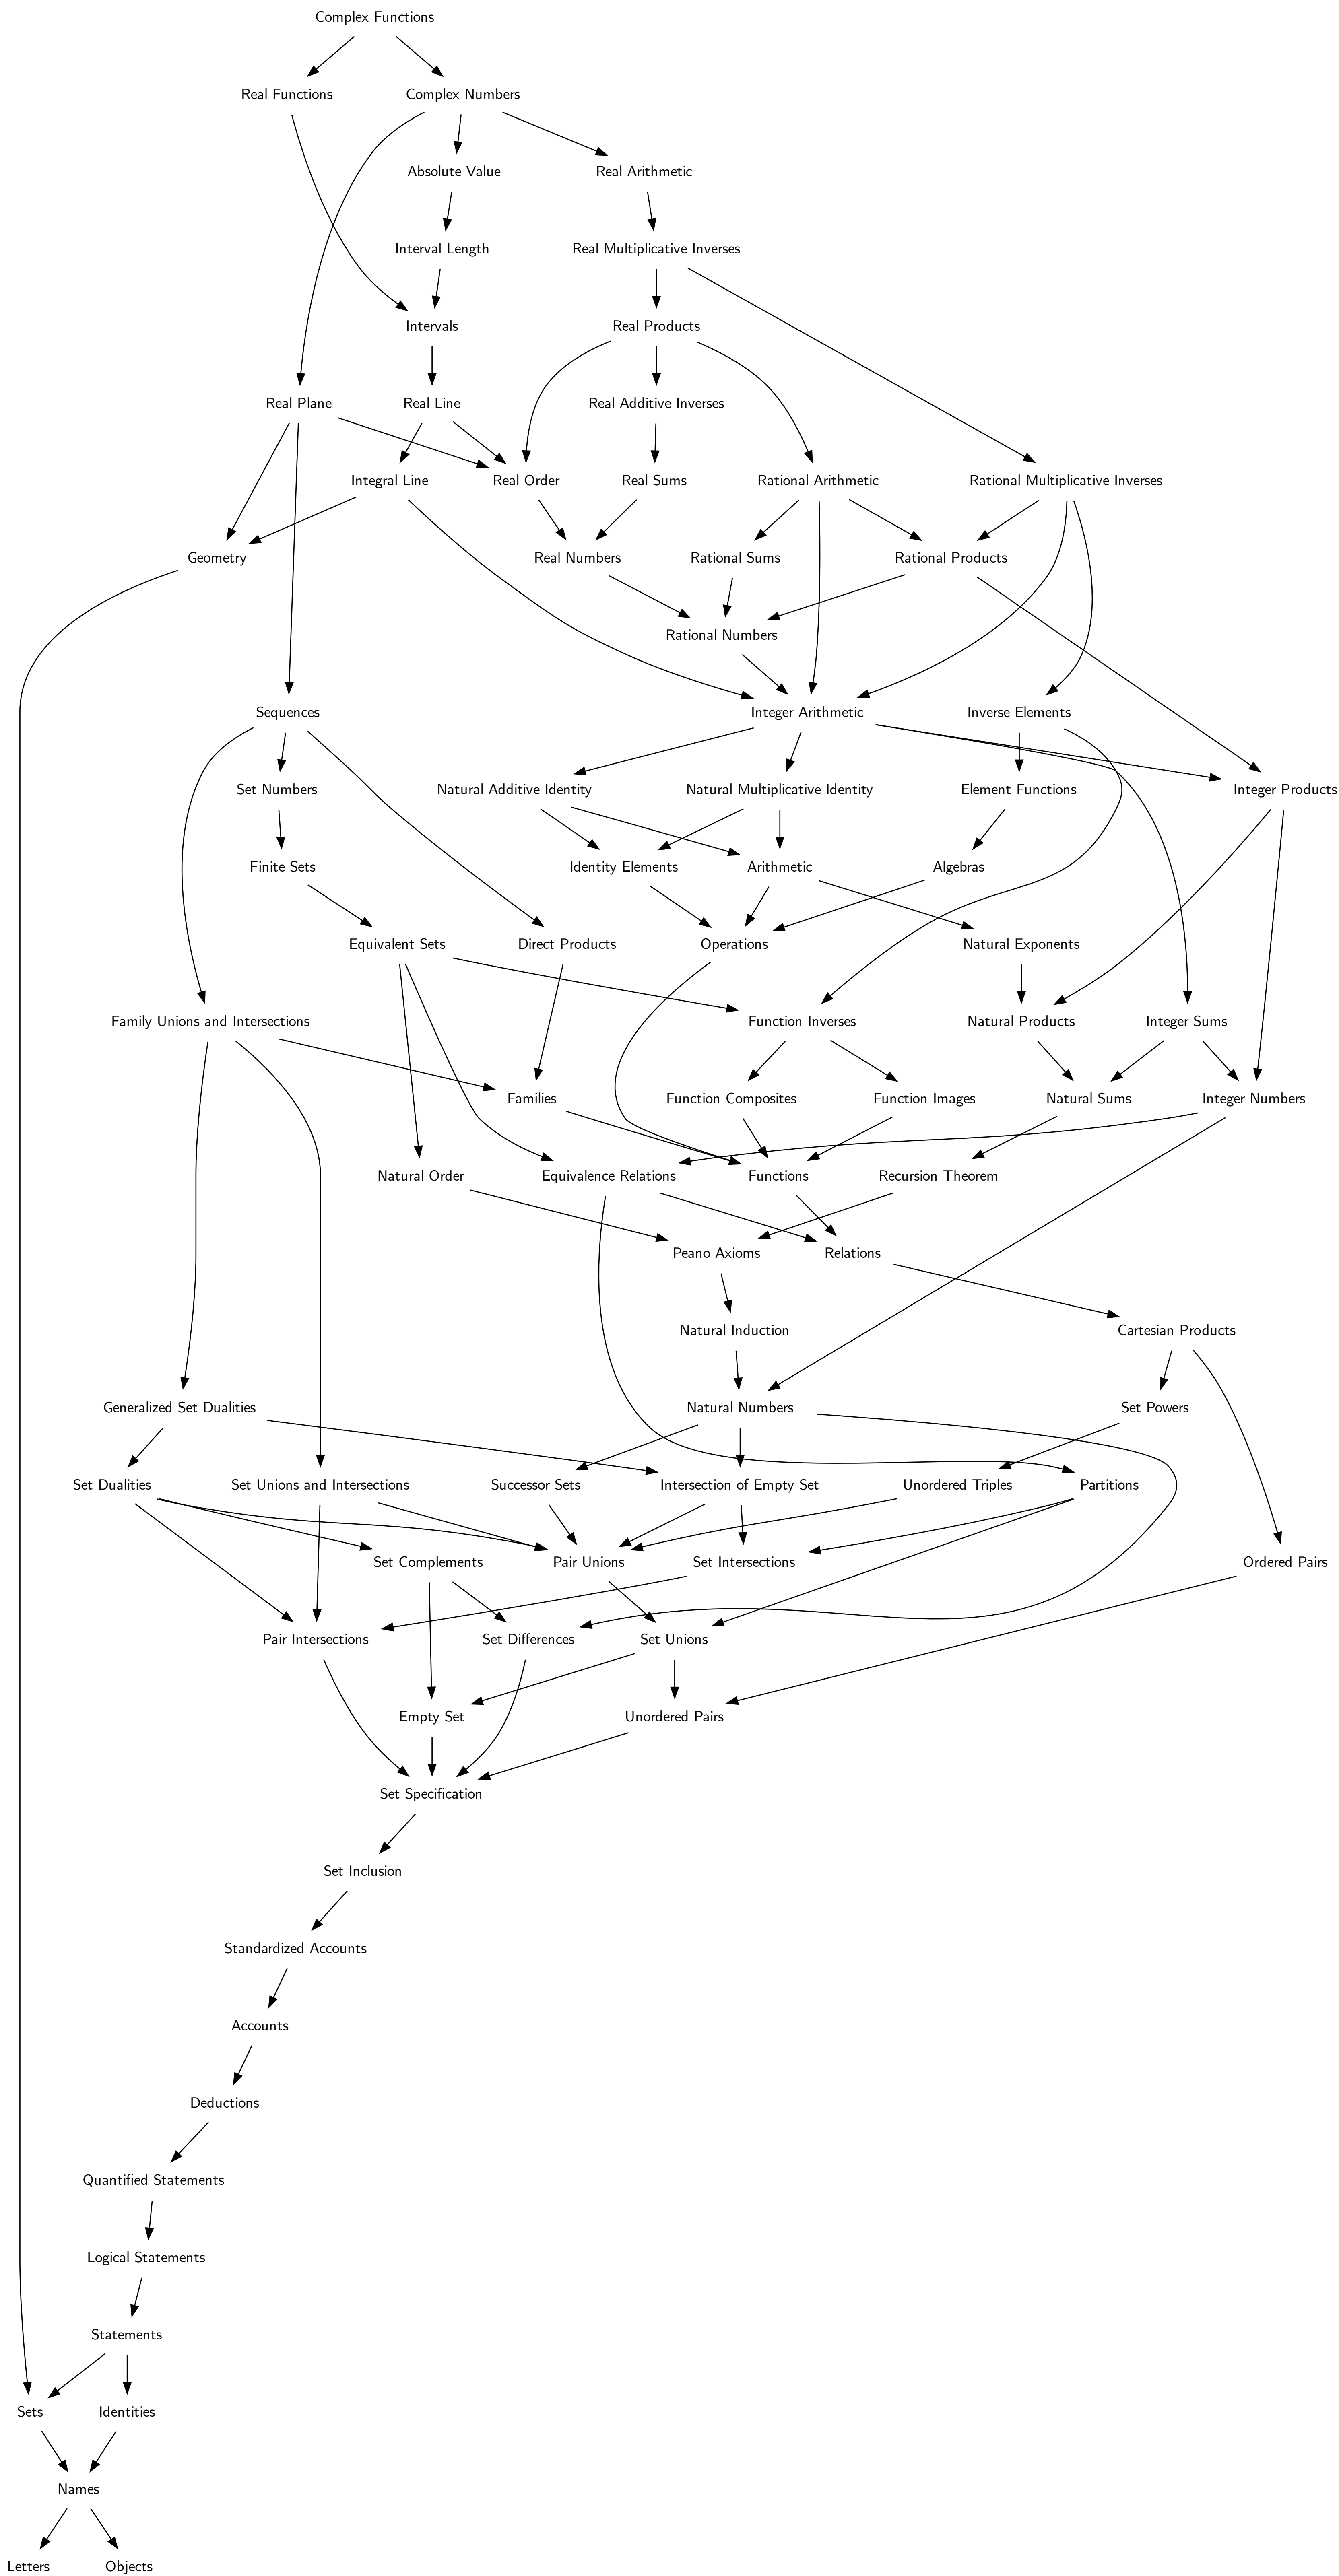 Complex Functions
Real Functions
Complex Numbers
Absolute Value
Real Arithmetic
Interval Length
Real Multiplicative Inverses
Intervals
Real Products
Real Plane
Real Line
Real Additive Inverses
Integral Line
Real Order
Real Sums
Rational Arithmetic
Rational Multiplicative Inverses
Geometry
Real Numbers
Rational Sums
Rational Products
Rational Numbers
Sequences
Integer Arithmetic
Inverse Elements
Set Numbers
Natural Additive Identity
Natural Multiplicative Identity
Element Functions
Integer Products
Finite Sets
Identity Elements
Arithmetic
Algebras
Equivalent Sets
Direct Products
Operations
Natural Exponents
Family Unions and Intersections
Function Inverses
Natural Products
Integer Sums
Families
Function Composites
Function Images
Natural Sums
Integer Numbers
Natural Order
Equivalence Relations
Functions
Recursion Theorem
Peano Axioms
Relations
Natural Induction
Cartesian Products
Generalized Set Dualities
Natural Numbers
Set Powers
Set Dualities
Set Unions and Intersections
Successor Sets
Intersection of Empty Set
Unordered Triples
Partitions
Set Complements
Pair Unions
Set Intersections
Ordered Pairs
Pair Intersections
Set Differences
Set Unions
Empty Set
Unordered Pairs
Set Specification
Set Inclusion
Standardized Accounts
Accounts
Deductions
Quantified Statements
Logical Statements
Statements
Sets
Identities
Names
Letters
Objects